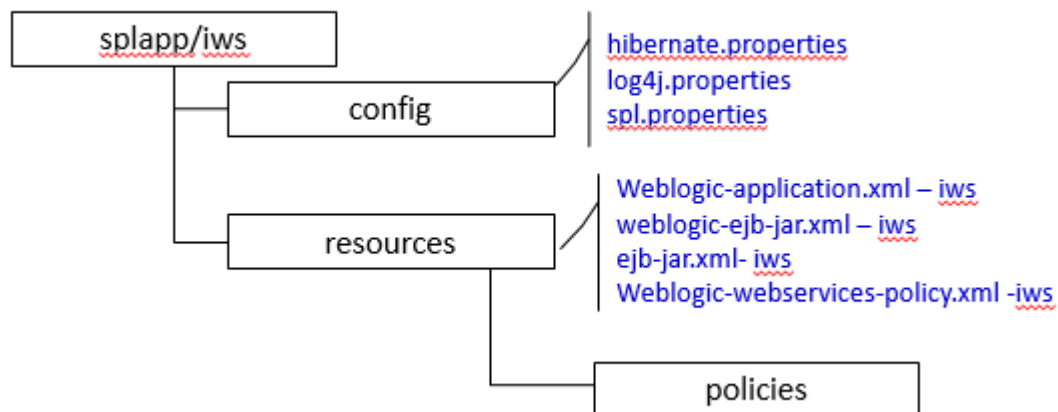 splapp/iws
config
hibernate.properties
log4j.properties
spl.properties
resources
Weblogic-application.xml – iws
weblogic-ejb-jar.xml – iws
ejb-jar.xml- iws
Weblogic-webservices-policy.xml -iws
policies